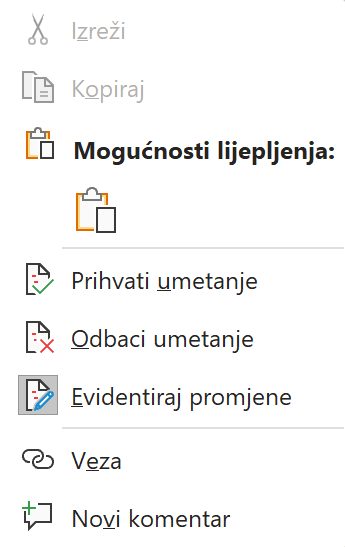 Izreži
Kopiraj
Mogućnosti lijepljenja:
Prihvati umetanje
Odbaci umetanje
Evidentiraj promjene
Veza
Novi komentar